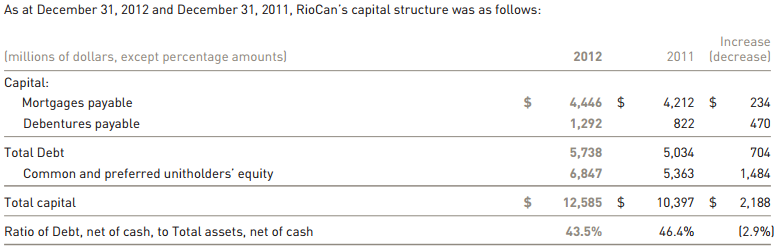 As at December 31, 2012 and December 31, 2011, RioCan's capital structure was as follows:
Increase
(millions of dollars, except percentage amounts) 2012 2011 (decrease)
Capital:
Mortgages payable $ 4,446 $ 4,212 $ 234
Debentures payable 1,292 822 470
Total Debt 5,738 5,034 704
Common and preferred unitholders' equity 6,847 5,363 1,484
Total capital $ 12,585 $ 10,397 $ 2,188
Ratio of Debt, net of cash, to Total assets, net of cash 43.5% 46.4% (2.9%)